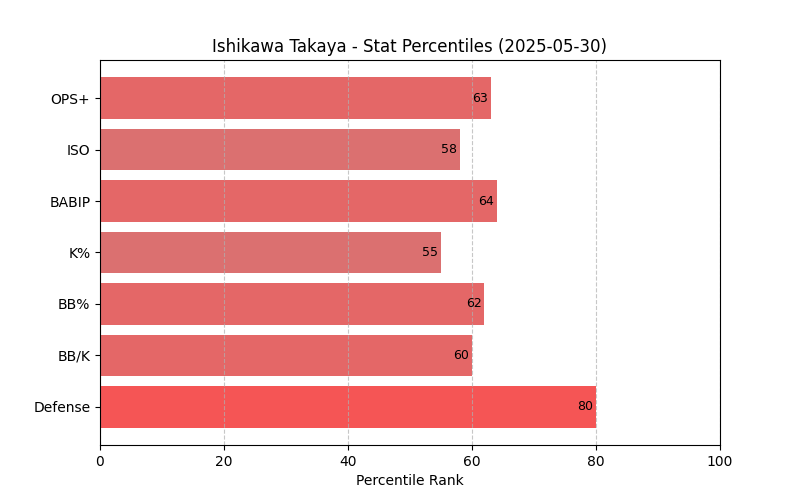 Ishikawa Takaya - Stat Percentiles (2025-05-30)
OPS+ 63
ISO 58
BABIP 64
K% 55
BB% 62
BB/K 60
Defense 80
0 20 40 60 80 100
Percentile Rank